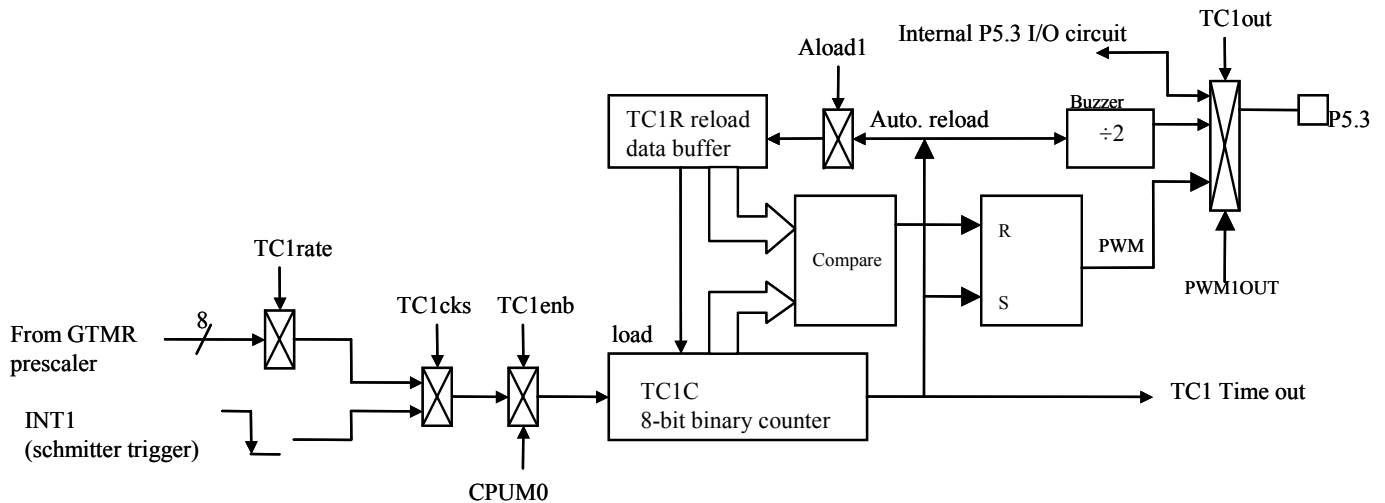 TC1out
Internal P5.3 I/O circuit
Aload1
Buzzer
TC1R reload
data buffer
Auto. reload
÷2
P5.3
TC1rate
Compare
R
S
PWM
PWM1OUT
8
From GTMR
prescaler
TC1cks
TC1enb
load
TC1C
8-bit binary counter
TC1 Time out
INT1
(schmitter trigger)
CPUM0